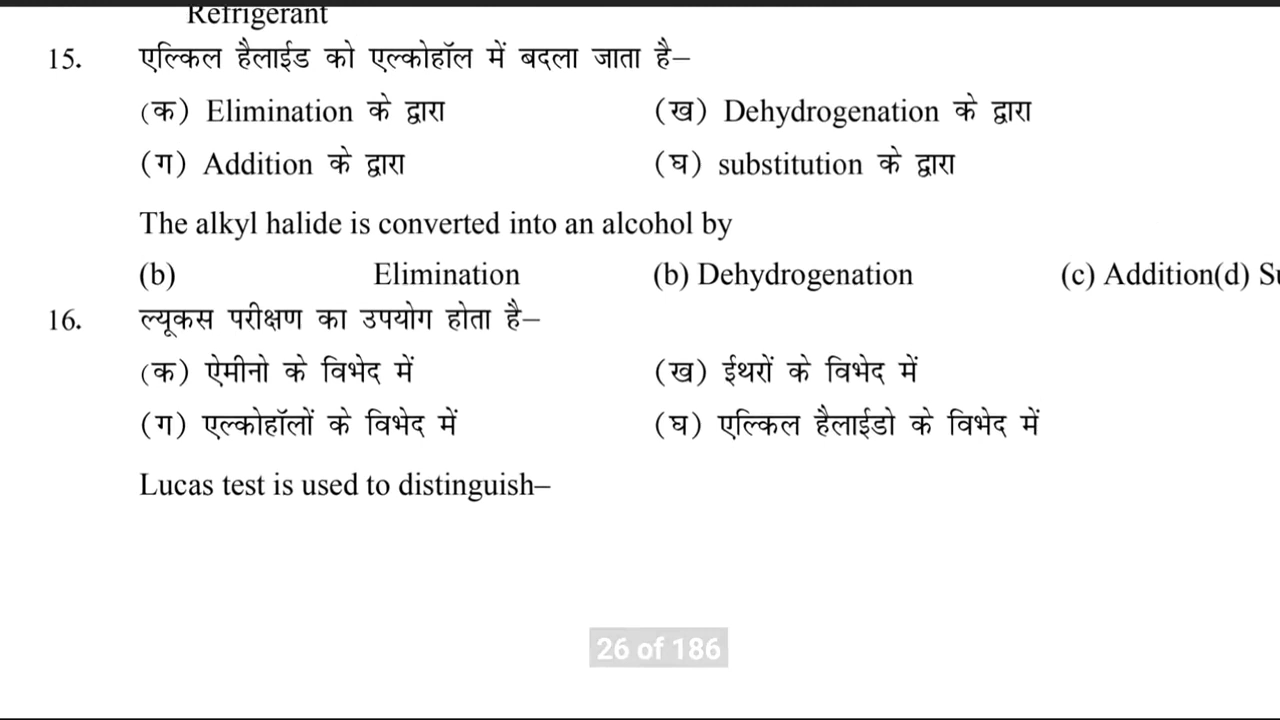 Refrigerant
15. एल्किल हैलाईड को एल्कोहॉल में बदला जाता है–
(क) Elimination के द्वारा (ख) Dehydrogenation के द्वारा
(ग) Addition के द्वारा (घ) substitution के द्वारा
The alkyl halide is converted into an alcohol by
(b) Elimination (b) Dehydrogenation (c) Addition(d)
16. ल्यूकस परीक्षण का उपयोग होता है–
(क) ऐमीनो के विभेद में (ख) ईथरों के विभेद में
(ग) एल्कोहॉलों के विभेद में (घ) एल्किल हैलाईडो के विभेद में
Lucas test is used to distinguish–
26 of 186